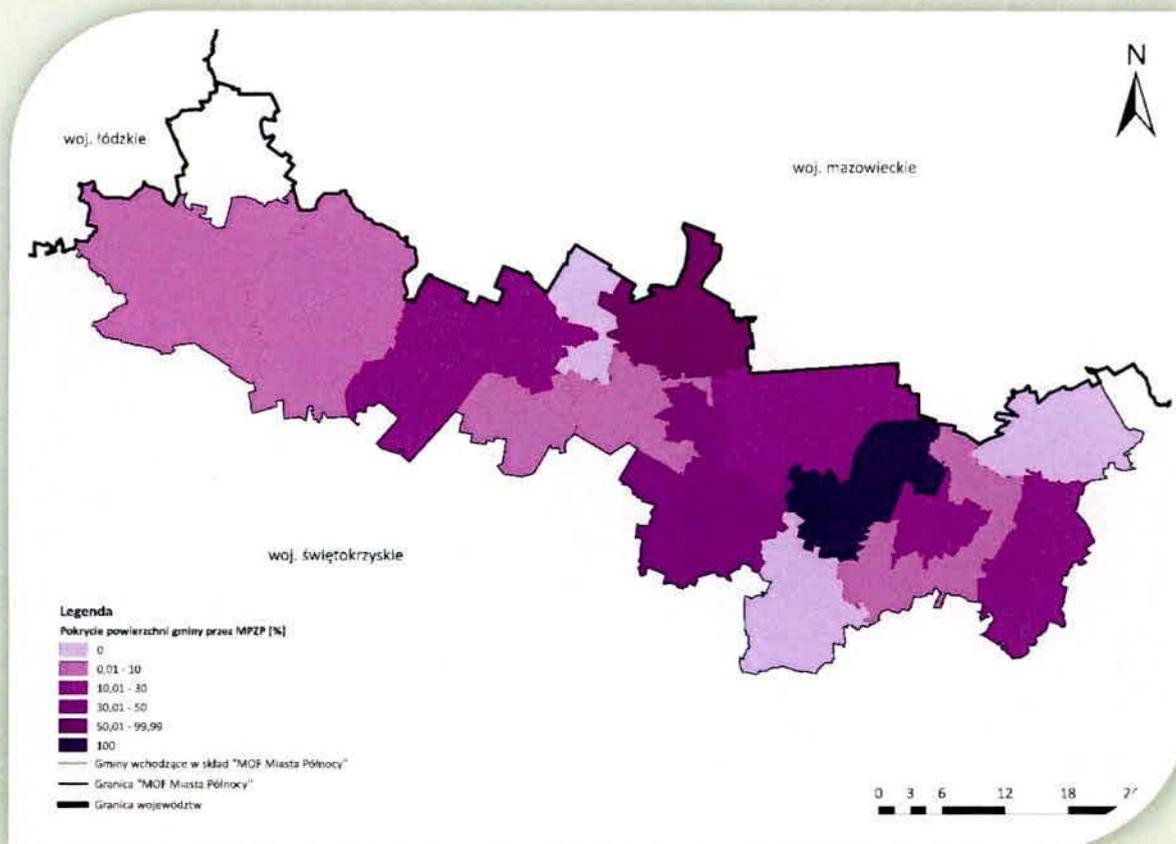 N
woj. łódzkie
woj. mazowieckie
woj. świętokrzyskie
Legenda
Pokrycie powierzchni gminy przez MPZP [%]
0
0,01 - 10
10,01 - 30
30,01 - 50
50,01 - 99,99
100
Gminy wchodzące w skład "MOF Miasta Północy"
Granica "MOF Miasta Północy"
Granica województw
0 3 6 12 18